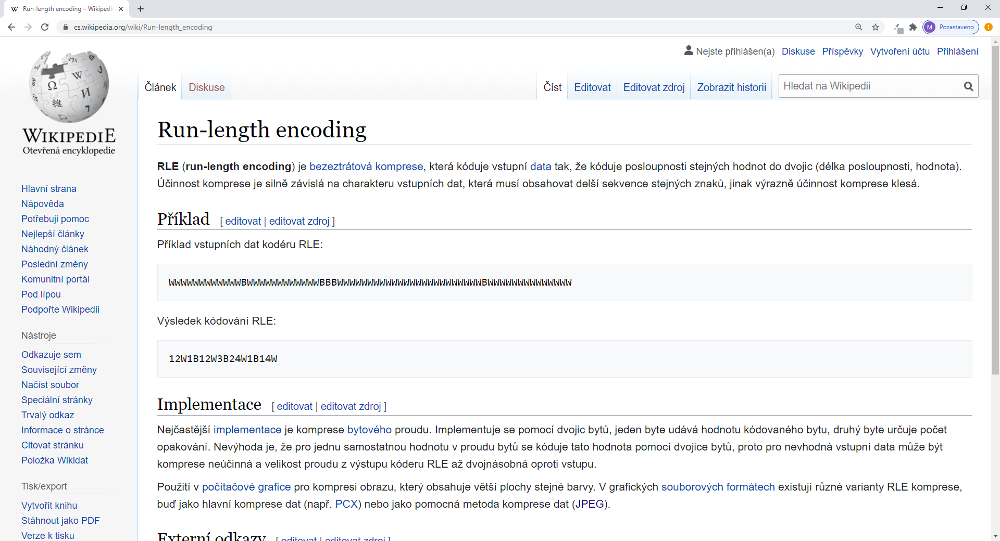 Run-length encoding – Wikipedi
cs.wikipedia.org/wiki/Run-length_encoding
M Pozastaveno
Nejste přihlášen(a) Diskuse Příspěvky Vytvoření účtu Přihlášení
Článek Diskuse Číst Editovat Editovat zdroj Zobrazit historii Hledat na Wikipedii
WIKIPEDIE
Otevřená encyklopedie
Hlavní strana
Nápověda
Potřebuji pomoc
Nejlepší články
Náhodný článek
Poslední změny
Komunitní portál
Pod lípou
Podpořte Wikipedii
Nástroje
Odkazuje sem
Související změny
Načíst soubor
Speciální stránky
Trvalý odkaz
Informace o stránce
Citovat stránku
Položka Wikidat
Tisk/export
Vytvořit knihu
Stáhnout jako PDF
Verze k tisku
Run-length encoding
RLE (run-length encoding) je bezeztrátová komprese, která kóduje vstupní data tak, že kóduje posloupnosti stejných hodnot do dvojic (délka posloupnosti, hodnota).
Účinnost komprese je silně závislá na charakteru vstupních dat, která musí obsahovat delší sekvence stejných znaků, jinak výrazně účinnost komprese klesá.
Příklad [ editovat | editovat zdroj ]
Příklad vstupních dat kodéru RLE:
WWWWWWWWWWWWBWWWWWWWWWWWWBBBWWWWWWWWWWWWWWWWWWWWWWWWBWWWWWWWWWWWWWW
Výsledek kódování RLE:
12W1B12W3B24W1B14W
Implementace [ editovat | editovat zdroj ]
Nejčastější implementace je komprese bytového proudu. Implementuje se pomocí dvojic bytů, jeden byte udává hodnotu kódovaného bytu, druhý byte určuje počet
opakování. Nevýhoda je, že pro jednu samostatnou hodnotu v proudu bytů se kóduje tato hodnota pomocí dvojice bytů, proto pro nevhodná vstupní data může být
komprese neúčinná a velikost proudu z výstupu kóderu RLE až dvojnásobná oproti vstupu.
Použití v počítačové grafice pro kompresi obrazu, který obsahuje větší plochy stejné barvy. V grafických souborových formátech existují různé varianty RLE komprese,
buď jako hlavní komprese dat (např. PCX) nebo jako pomocná metoda komprese dat (JPEG).
Externí odkazy [ editovat | editovat zdroj ]